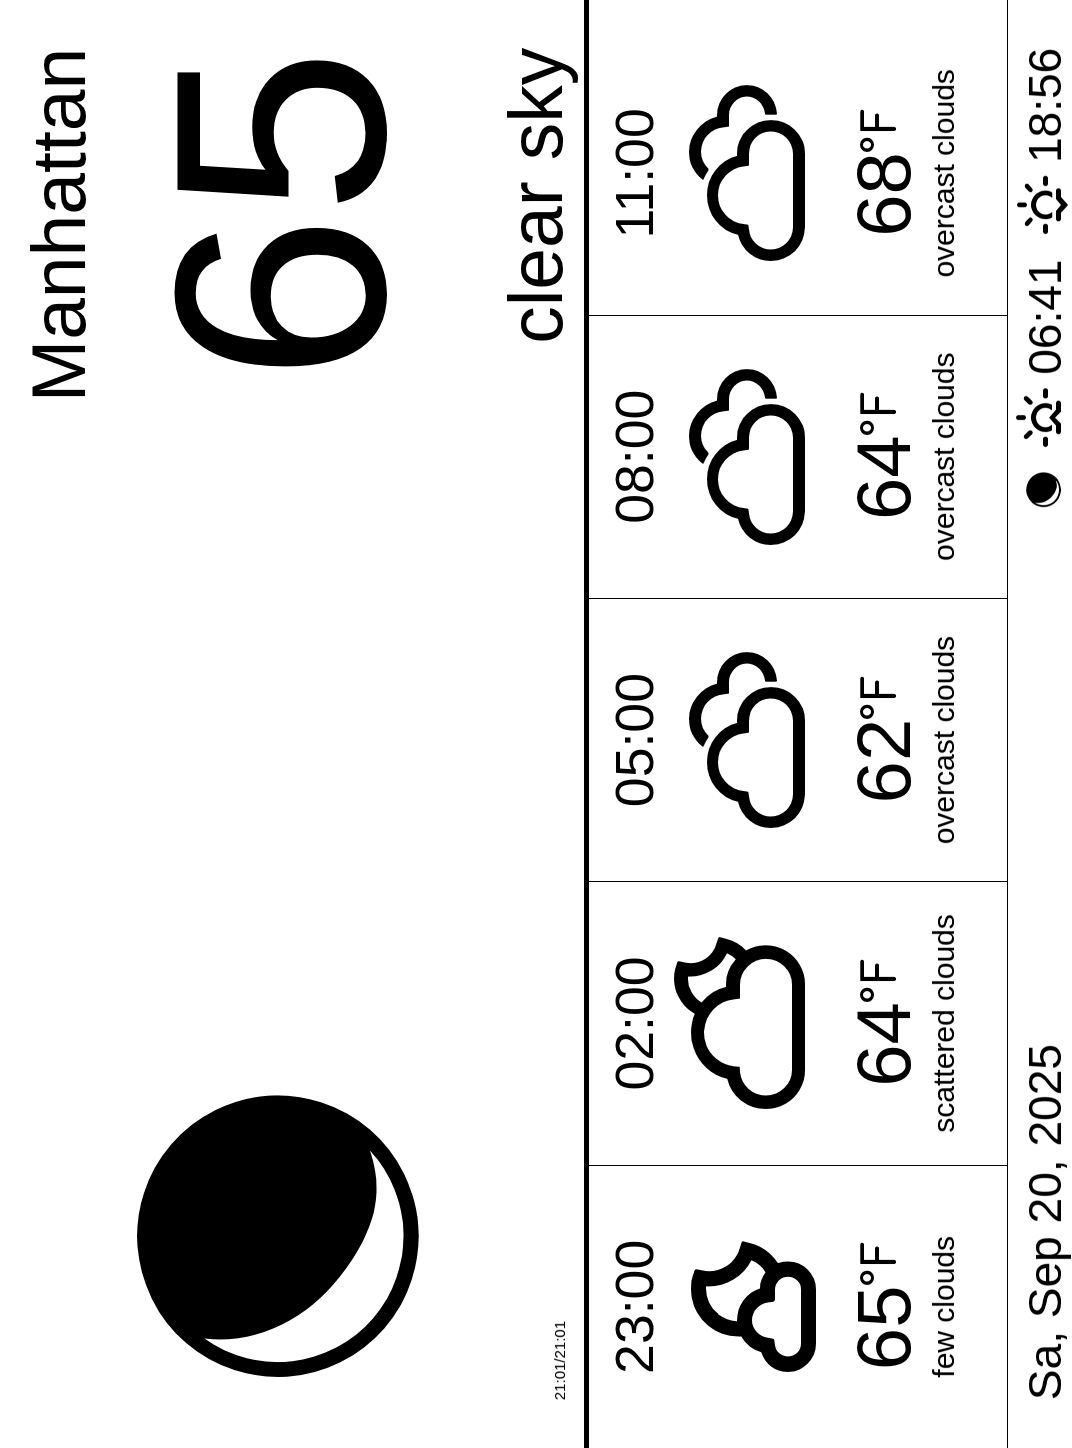 Manhattan
65
clear sky
21:01/21:01
23:00 02:00 05:00 08:00 11:00
65°F 64°F 62°F 64°F 68°F
few clouds scattered clouds overcast clouds overcast clouds overcast clouds
Sa, Sep 20, 2025 06:41 18:56